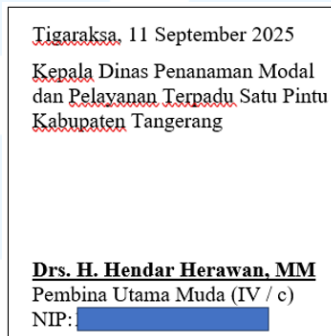 Tigaraksa, 11 September 2025
Kepala Dinas Penanaman Modal
dan Pelayanan Terpadu Satu Pintu
Kabupaten Tangerang
Drs. H. Hendar Herawan, MM
Pembina Utama Muda (IV / c)
NIP: